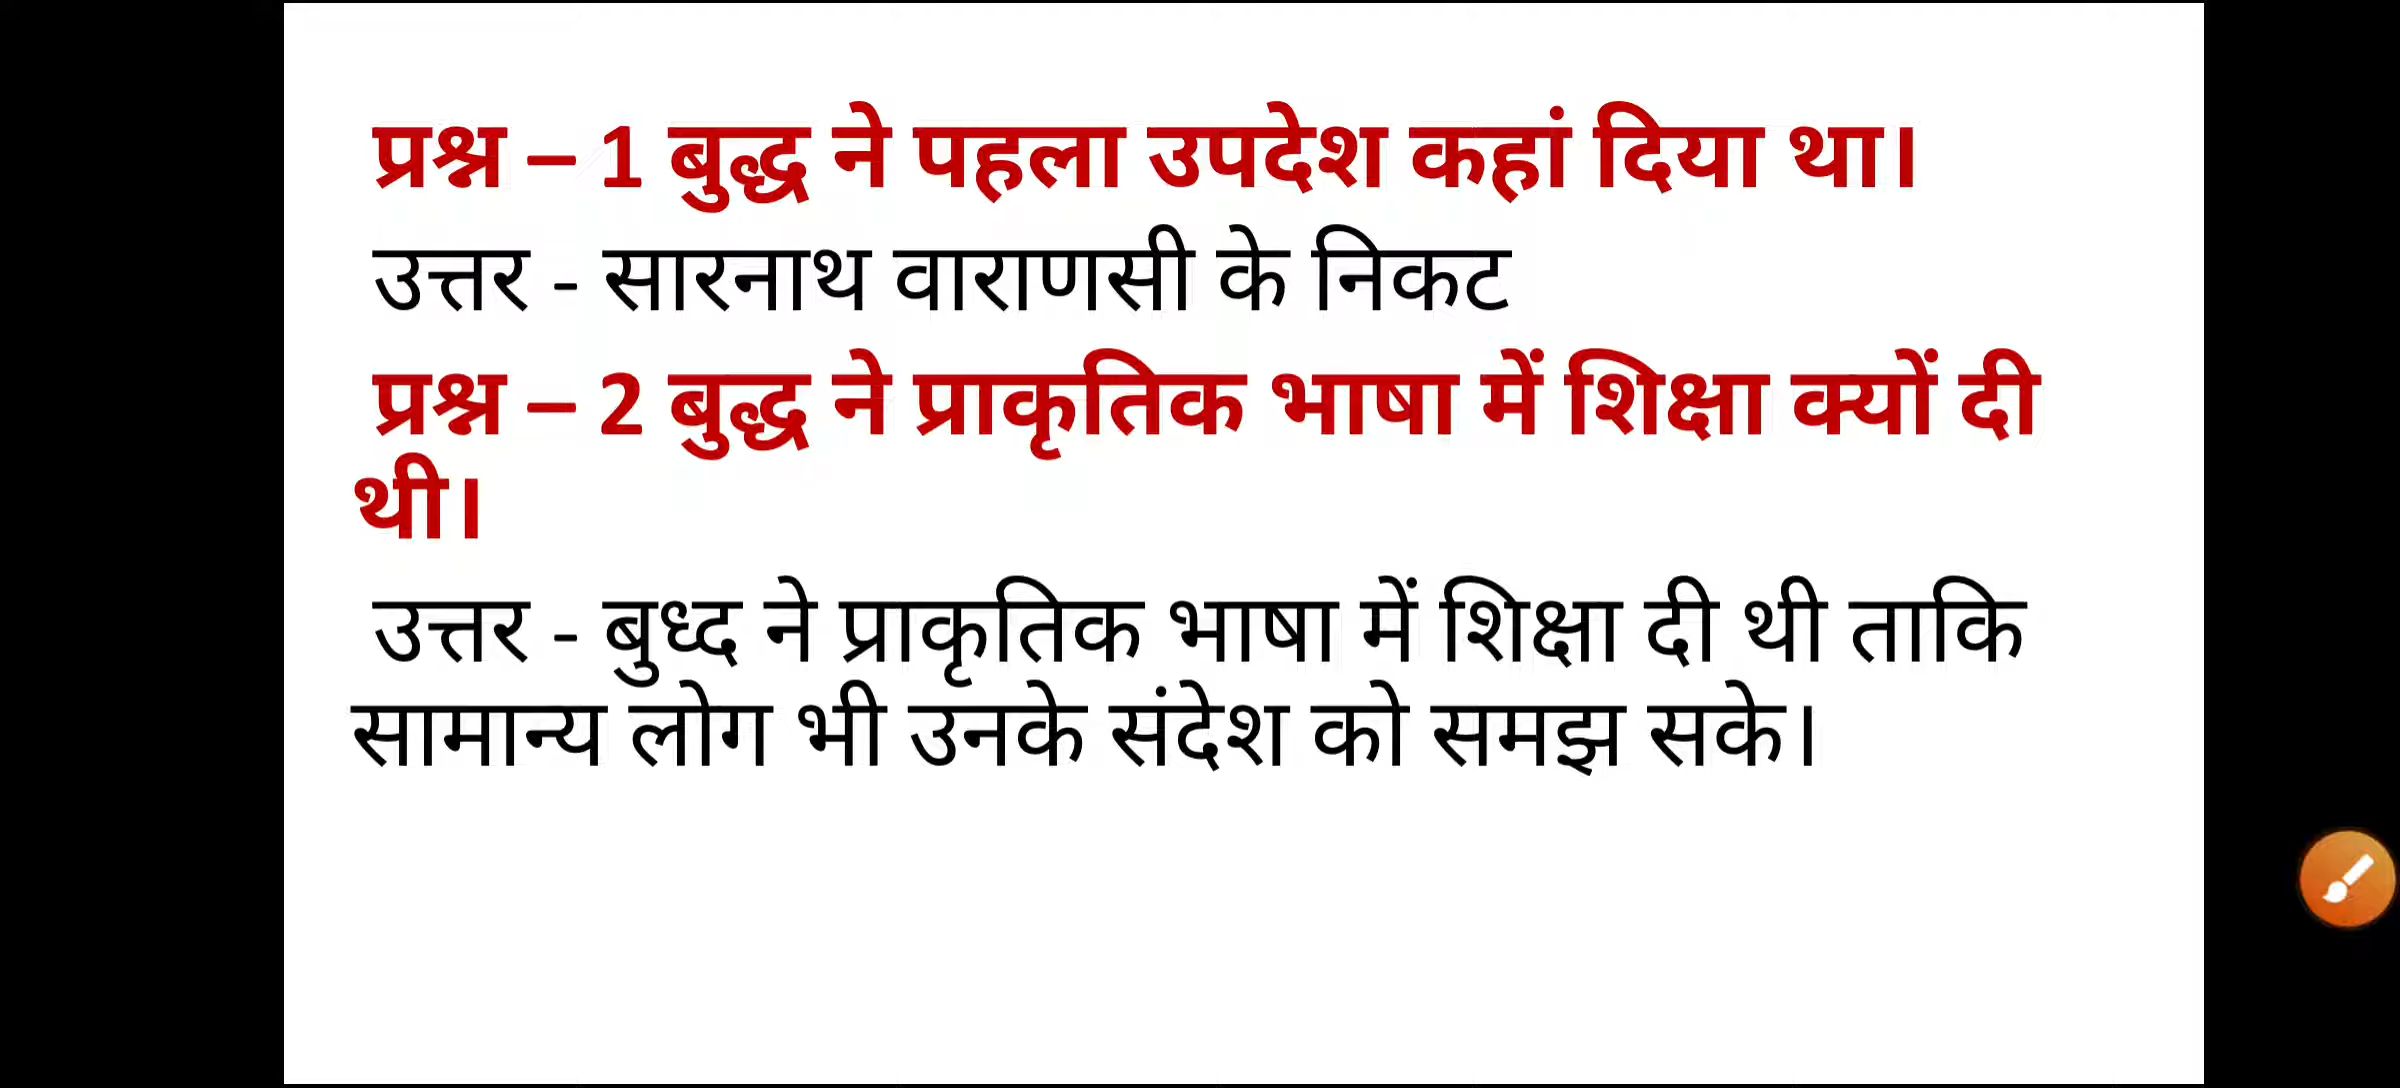 प्रश्न – 1 बुद्ध ने पहला उपदेश कहां दिया था।
उत्तर - सारनाथ वाराणसी के निकट
प्रश्न – 2 बुद्ध ने प्राकृतिक भाषा में शिक्षा क्यों दी
थी।
उत्तर - बुध्द ने प्राकृतिक भाषा में शिक्षा दी थी ताकि
सामान्य लोग भी उनके संदेश को समझ सके।